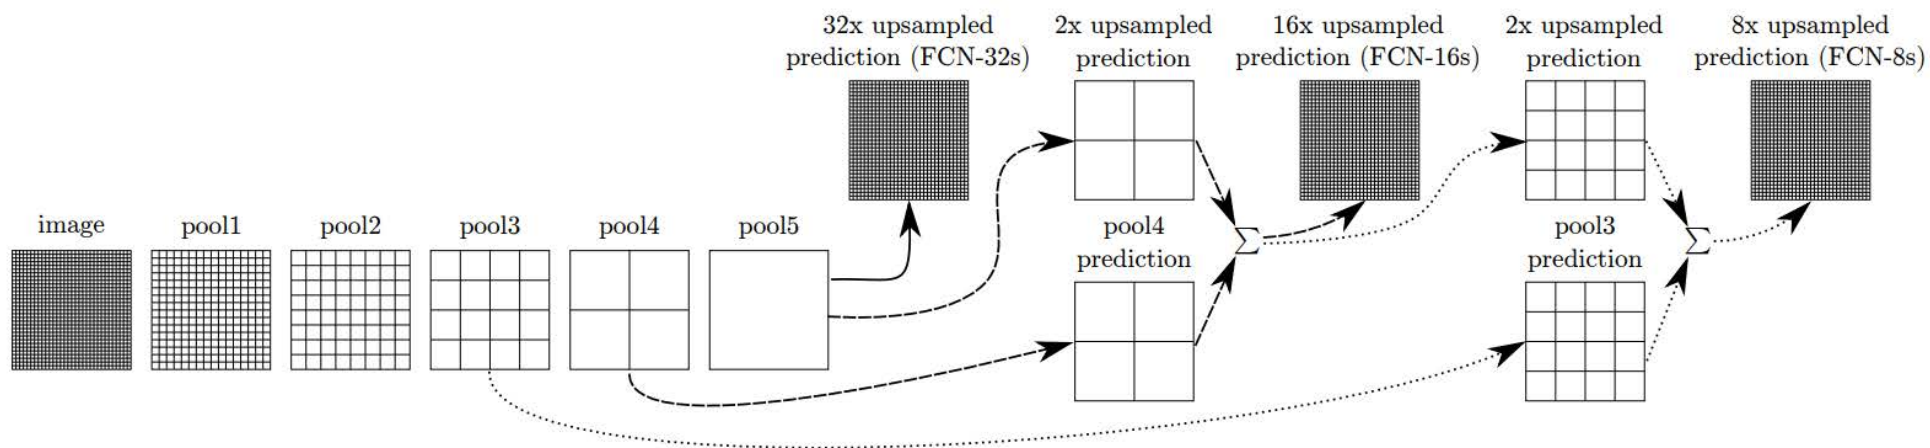 32x upsampled
prediction (FCN-32s)
2x upsampled
prediction
16x upsampled
prediction (FCN-16s)
2x upsampled
prediction
8x upsampled
prediction (FCN-8s)
image
pool1
pool2
pool3
pool4
pool5
pool4
prediction
Σ
pool3
prediction
Σ